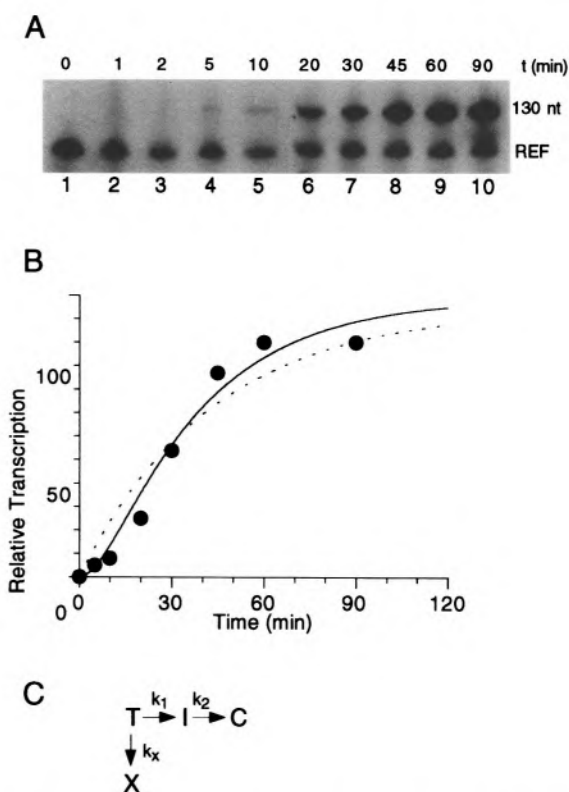 A
0 1 2 5 10 20 30 45 60 90 t (min)
130 nt
REF
1 2 3 4 5 6 7 8 9 10
B
Relative Transcription
100
50
0
0 30 60 90 120
Time (min)
C
k₁ k₂
T I C
kₓ
X